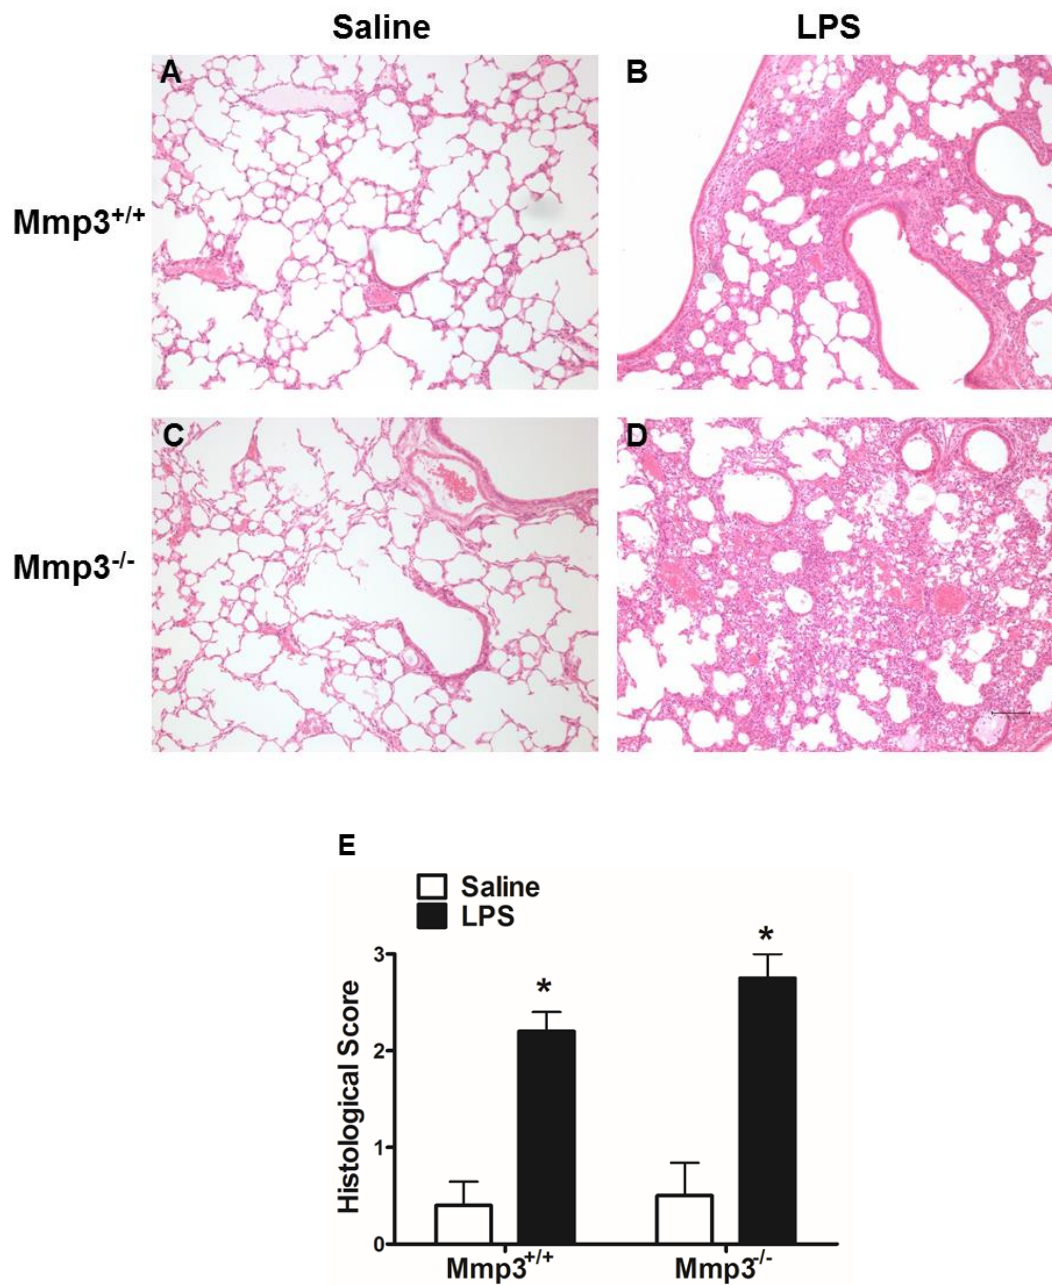 Saline LPS
A B
Mmp3+/+
C D
Mmp3-/-
E
Saline
LPS
* *
3
2
1
0
Histological Score
Mmp3+/+ Mmp3-/-